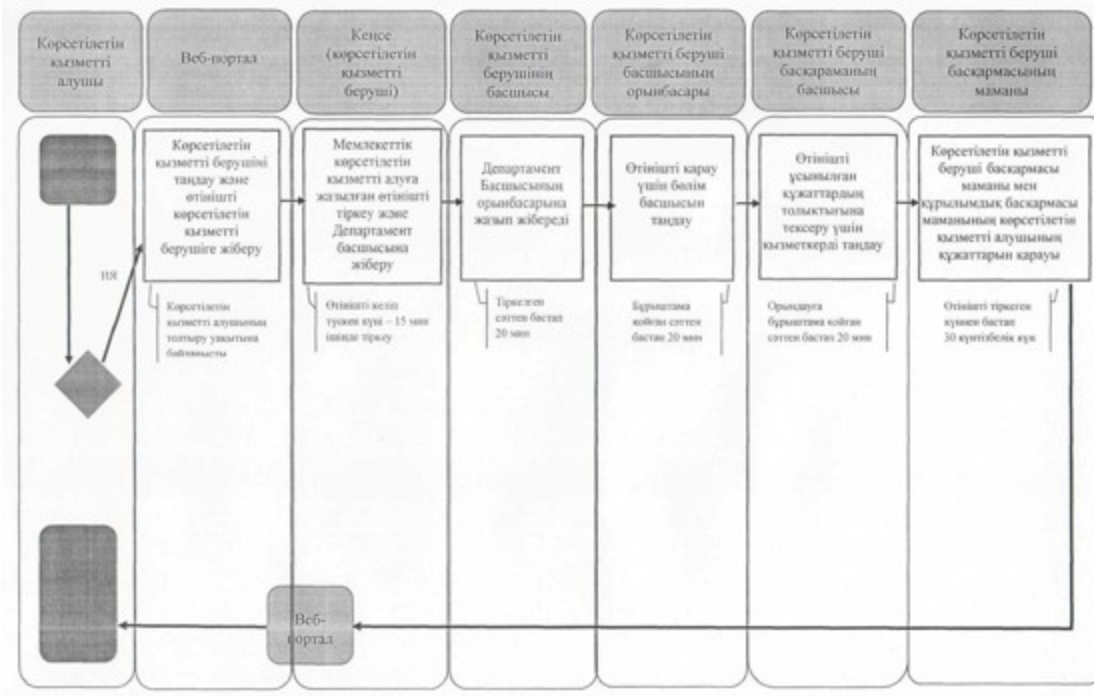 Көрсетілетін
қызметті
алушы
Веб-портал
Кеңсе
(көрсетілетін
қызметті
беруші)
Көрсетілетін
қызметті
берушінің
басшысы
Көрсетілетін
қызметті беруші
басшысының
орынбасары
Көрсетілетін
қызметті беруші
басқараманың
басшысы
Көрсетілетін
қызметті беруші
басқармасының
маманы
Көрсетілетін
қызметті берушіні
таңдау және
өтінішті
көрсетілетін
қызметті
берушіге жіберу
Мемлекеттік
көрсетілетін
қызметті алуға
жазылған өтінішті
тіркеу және
Департамент
басшысына
жіберу
Департамент
Басшысының
орынбасарына
жазып жібереді
Өтінішті қарау
үшін бөлім
басшысын
таңдау
Өтінішті
ұсынылған
құжаттардың
толықтығына
тексеру үшін
қызметкерді таңдау
Көрсетілетін қызметті
беруші басқармасы
маманы мен
құрылымдық басқармасы
маманының көрсетілетін
қызметті алушының
құжаттарын қарауы
ИЯ
Көрсетілетін
қызметті алушының
толтыру уақытына
байланысты
Өтінішті келіп
түскен күні – 15 мин
ішінде тіркеу
Тіркелген
сәттен бастап
20 мин
Бұрыштама
қойған сәттен
бастап 20 мин
Орындауға
бұрыштама қойған
сәттен бастап 20 мин
Өтінішті тіркеген
күннен бастап
30 күнтізбелік күн
Веб-
портал